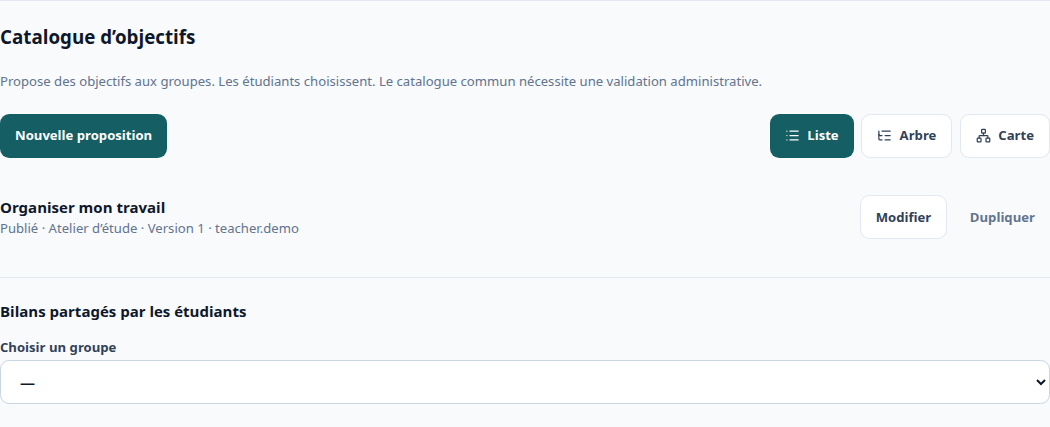 Catalogue d’objectifs
Propose des objectifs aux groupes. Les étudiants choisissent. Le catalogue commun nécessite une validation administrative.
Nouvelle proposition
Liste
Arbre
Carte
Organiser mon travail
Publié · Atelier d’étude · Version 1 · teacher.demo
Modifier
Dupliquer
Bilans partagés par les étudiants
Choisir un groupe
—